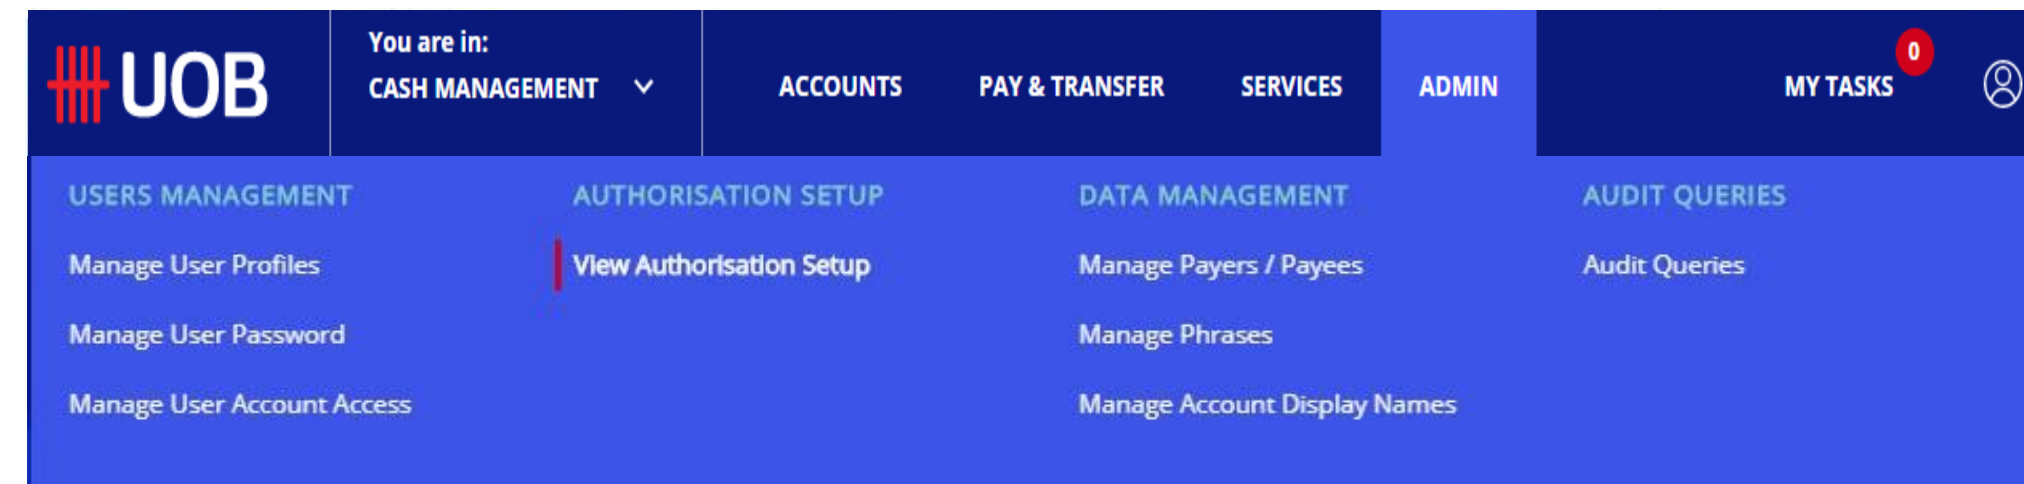 UOB
You are in:
CASH MANAGEMENT
ACCOUNTS
PAY & TRANSFER
SERVICES
ADMIN
MY TASKS
0
USERS MANAGEMENT
Manage User Profiles
Manage User Password
Manage User Account Access
AUTHORISATION SETUP
View Authorisation Setup
DATA MANAGEMENT
Manage Payers / Payees
Manage Phrases
Manage Account Display Names
AUDIT QUERIES
Audit Queries